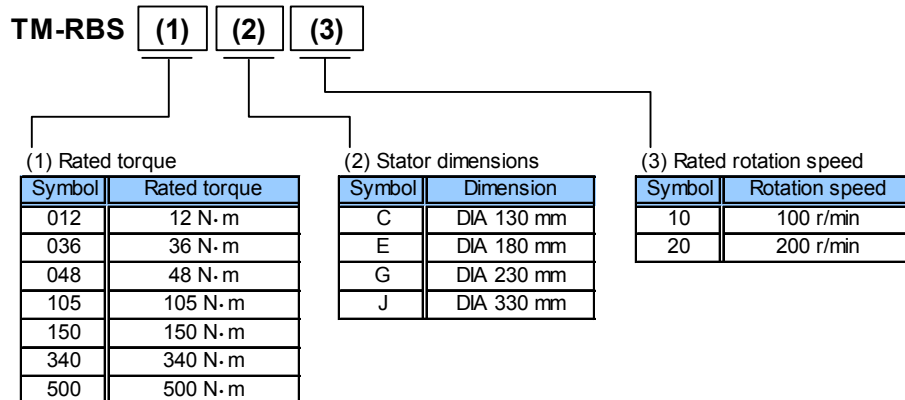 TM-RBS (1) (2) (3)
(1) Rated torque
Symbol Rated torque
012 12 N·m
036 36 N·m
048 48 N·m
105 105 N·m
150 150 N·m
340 340 N·m
500 500 N·m
(2) Stator dimensions
Symbol Dimension
C DIA 130 mm
E DIA 180 mm
G DIA 230 mm
J DIA 330 mm
(3) Rated rotation speed
Symbol Rotation speed
10 100 r/min
20 200 r/min